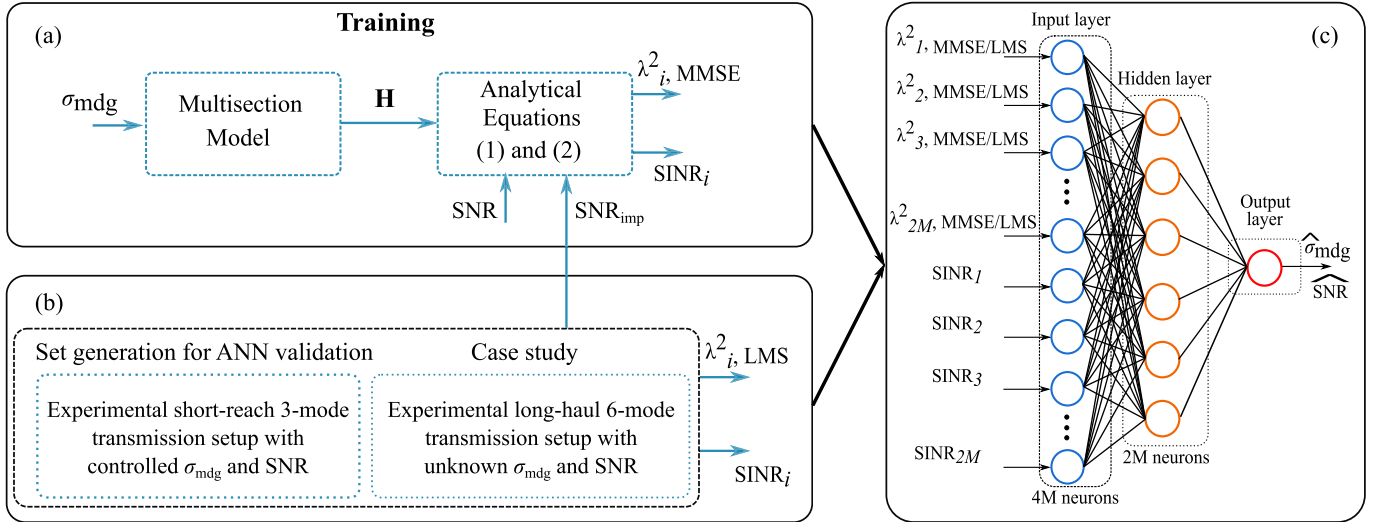 (a)
Training
σmdg
Multisection
Model
H
Analytical
Equations
(1) and (2)
λ²i, MMSE
SINRi
SNR
SNRimp
(b)
Set generation for ANN validation
Experimental short-reach 3-mode
transmission setup with
controlled σmdg and SNR
Case study
Experimental long-haul 6-mode
transmission setup with
unknown σmdg and SNR
λ²i, LMS
SINRi
(c)
Input layer
λ²1, MMSE/LMS
λ²2, MMSE/LMS
λ²3, MMSE/LMS
λ²2M, MMSE/LMS
SINR1
SINR2
SINR3
SINR2M
4M neurons
Hidden layer
2M neurons
Output
layer
σ̂mdg
SNR̂